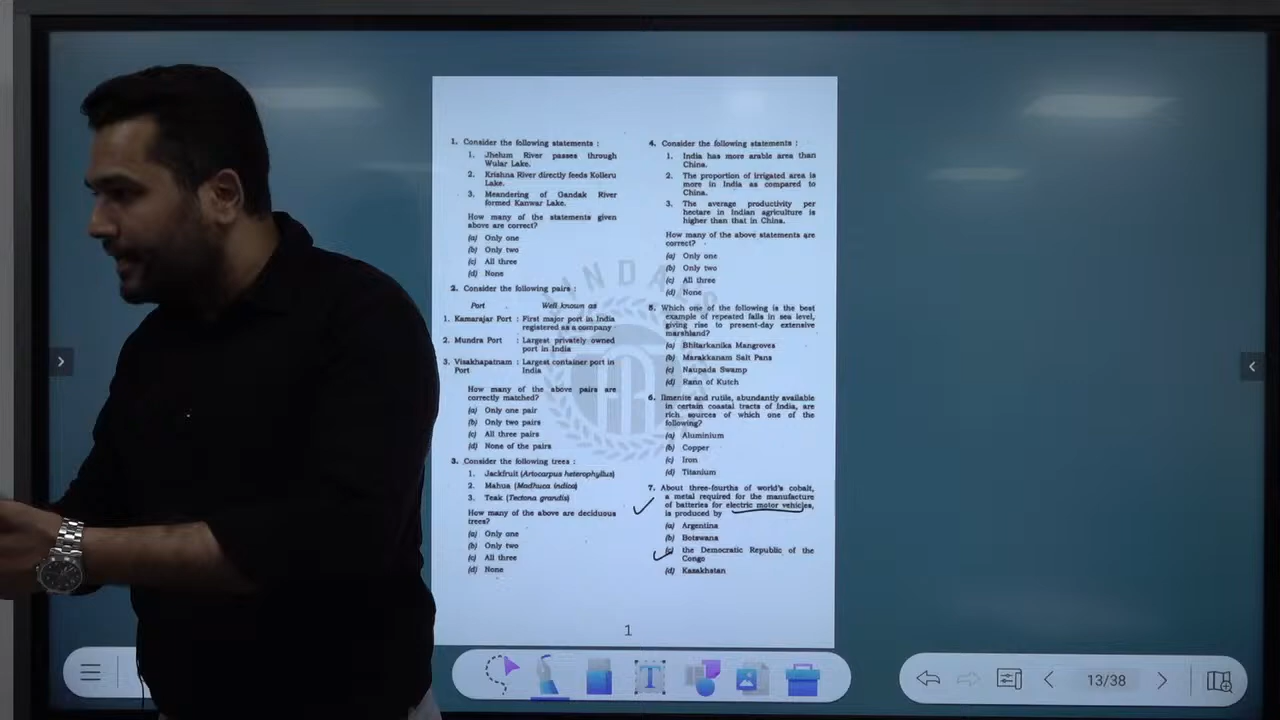 1. Consider the following statements :
1. Jhelum River passes through
Wular Lake.
2. Krishna River directly feeds Kolleru
Lake.
3. Meandering of Gandak River
formed Kanwar Lake.
How many of the statements given
above are correct?
(a) Only one
(b) Only two
(c) All three
(d) None
2. Consider the following pairs :
Port Well known as
1. Kamarajar Port : First major port in India
registered as a company
2. Mundra Port : Largest privately owned
port in India
3. Visakhapatnam : Largest container port in
Port India
How many of the above pairs are
correctly matched?
(a) Only one pair
(b) Only two pairs
(c) All three pairs
(d) None of the pairs
3. Consider the following trees :
1. Jackfruit (Artocarpus heterophyllus)
2. Mahua (Madhuca indica)
3. Teak (Tectona grandis)
How many of the above are deciduous
trees?
(a) Only one
(b) Only two
(c) All three
(d) None
4. Consider the following statements :
1. India has more arable area than
China.
2. The proportion of irrigated area is
more in India as compared to
China.
3. The average productivity per
hectare in Indian agriculture is
higher than that in China.
How many of the above statements are
correct?
(a) Only one
(b) Only two
(c) All three
(d) None
5. Which one of the following is the best
example of repeated falls in sea level,
giving rise to present-day extensive
marshland?
(a) Bhitarkanika Mangroves
(b) Marakkanam Salt Pans
(c) Naupada Swamp
(d) Rann of Kutch
6. Ilmenite and rutile, abundantly available
in certain coastal tracts of India, are
rich sources of which one of the
following?
(a) Aluminium
(b) Copper
(c) Iron
(d) Titanium
7. About three-fourths of world's cobalt,
a metal required for the manufacture
of batteries for electric motor vehicles,
is produced by
(a) Argentina
(b) Botswana
(c) the Democratic Republic of the
Congo
(d) Kazakhstan
1
T
13/38